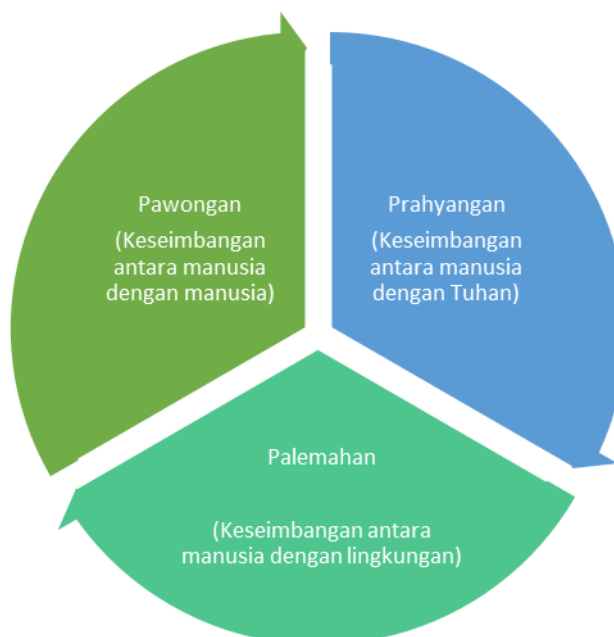 Pawongan
(Keseimbangan
antara manusia
dengan manusia)
Prahyangan
(Keseimbangan
antara manusia
dengan Tuhan)
Palemahan
(Keseimbangan antara
manusia dengan lingkungan)